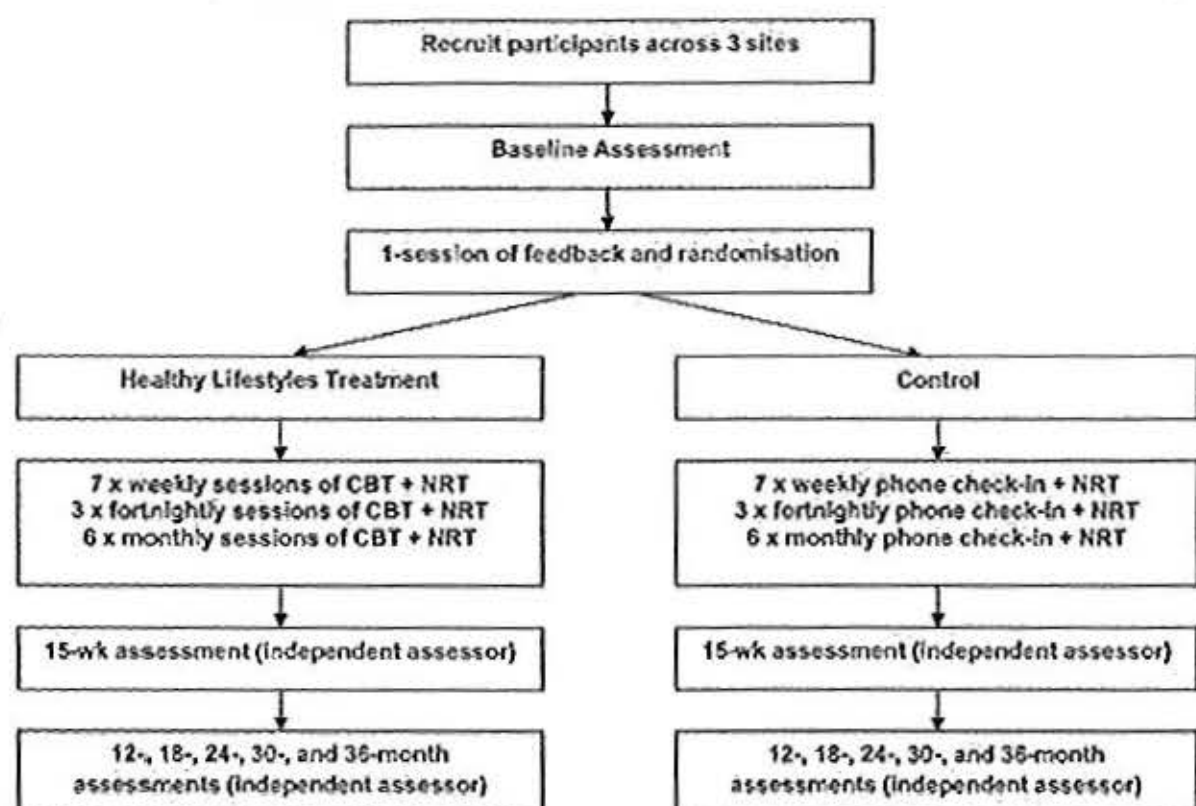 Recruit participants across 3 sites
Baseline Assessment
1-session of feedback and randomisation
Healthy Lifestyles Treatment
Control
7 x weekly sessions of CBT + NRT
3 x fortnightly sessions of CBT + NRT
6 x monthly sessions of CBT + NRT
7 x weekly phone check-in + NRT
3 x fortnightly phone check-in + NRT
6 x monthly phone check-in + NRT
15-wk assessment (independent assessor)
15-wk assessment (independent assessor)
12-, 18-, 24-, 30-, and 36-month
assessments (independent assessor)
12-, 18-, 24-, 30-, and 36-month
assessments (independent assessor)